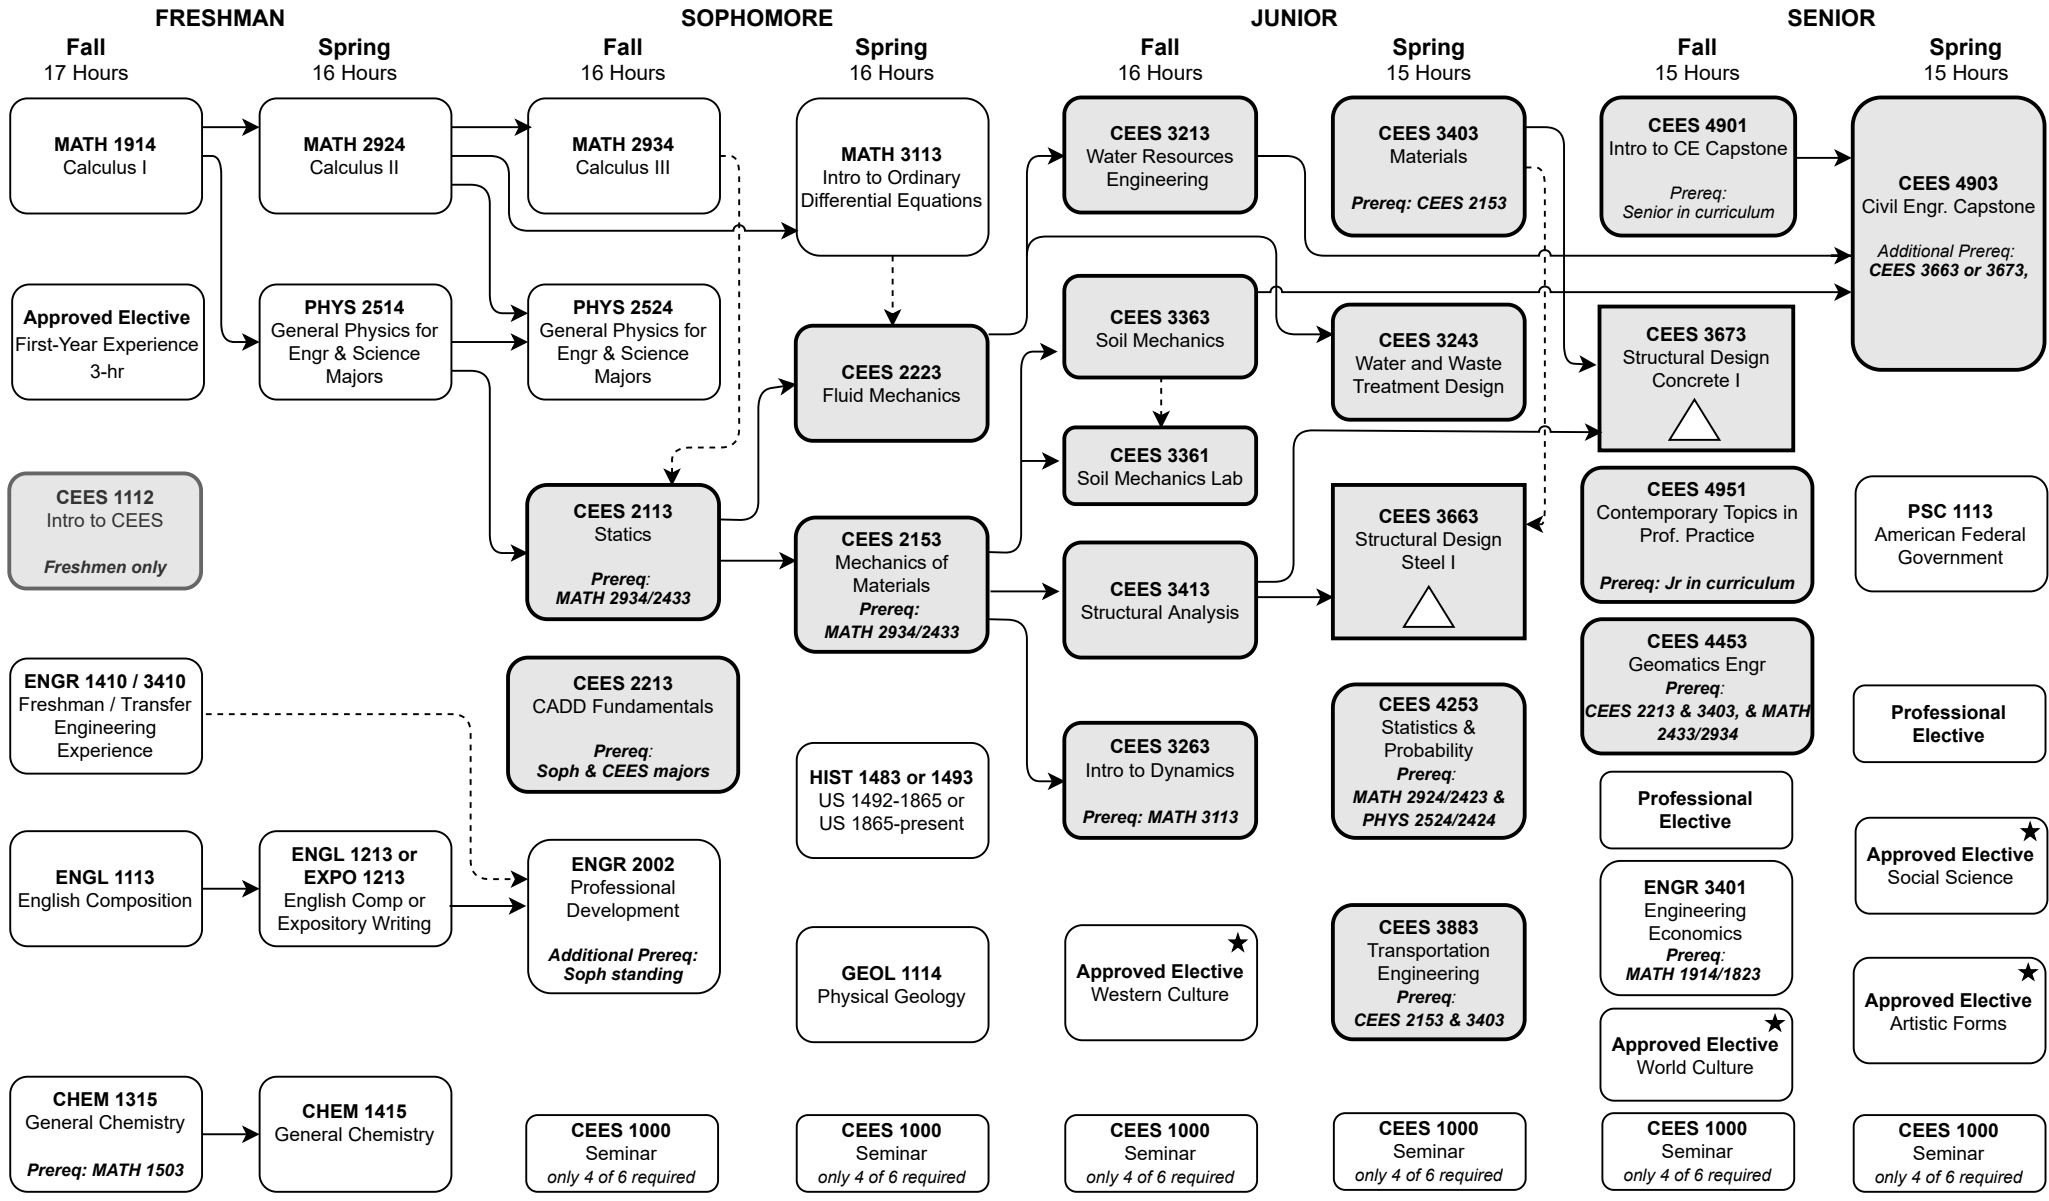 FRESHMAN
SOPHOMORE
JUNIOR
SENIOR
Fall
17 Hours
Spring
16 Hours
Fall
16 Hours
Spring
16 Hours
Fall
16 Hours
Spring
15 Hours
Fall
15 Hours
Spring
15 Hours
MATH 1914
Calculus I
Approved Elective
First-Year Experience
3-hr
CEES 1112
Intro to CEES
Freshmen only
ENGR 1410 / 3410
Freshman / Transfer
Engineering
Experience
ENGL 1113
English Composition
CHEM 1315
General Chemistry
Prereq: MATH 1503
MATH 2924
Calculus II
PHYS 2514
General Physics for
Engr & Science
Majors
ENGL 1213 or
EXPO 1213
English Comp or
Expository Writing
CHEM 1415
General Chemistry
MATH 2934
Calculus III
PHYS 2524
General Physics for
Engr & Science
Majors
CEES 2113
Statics
Prereq:
MATH 2934/2433
CEES 2213
CADD Fundamentals
Prereq:
Soph & CEES majors
ENGR 2002
Professional
Development
Additional Prereq:
Soph standing
CEES 1000
Seminar
only 4 of 6 required
MATH 3113
Intro to Ordinary
Differential Equations
CEES 2223
Fluid Mechanics
CEES 2153
Mechanics of
Materials
Prereq:
MATH 2934/2433
HIST 1483 or 1493
US 1492-1865 or
US 1865-present
GEOL 1114
Physical Geology
CEES 1000
Seminar
only 4 of 6 required
CEES 3213
Water Resources
Engineering
CEES 3363
Soil Mechanics
CEES 3361
Soil Mechanics Lab
CEES 3413
Structural Analysis
CEES 3263
Intro to Dynamics
Prereq: MATH 3113
Approved Elective
Western Culture
CEES 1000
Seminar
only 4 of 6 required
CEES 3403
Materials
Prereq: CEES 2153
CEES 3243
Water and Waste
Treatment Design
CEES 3663
Structural Design
Steel I
CEES 4253
Statistics &
Probability
Prereq:
MATH 2924/2423 &
PHYS 2524/2424
CEES 3883
Transportation
Engineering
Prereq:
CEES 2153 & 3403
CEES 1000
Seminar
only 4 of 6 required
CEES 4901
Intro to CE Capstone
Prereq:
Senior in curriculum
CEES 3673
Structural Design
Concrete I
CEES 4951
Contemporary Topics in
Prof. Practice
Prereq: Jr in curriculum
CEES 4453
Geomatics Engr
Prereq:
CEES 2213 & 3403, & MATH
2433/2934
Professional
Elective
ENGR 3401
Engineering
Economics
Prereq:
MATH 1914/1823
Approved Elective
World Culture
CEES 1000
Seminar
only 4 of 6 required
CEES 4903
Civil Engr. Capstone
Additional Prereq:
CEES 3663 or 3673,
PSC 1113
American Federal
Government
Professional
Elective
Approved Elective
Social Science
Approved Elective
Artistic Forms
CEES 1000
Seminar
only 4 of 6 required